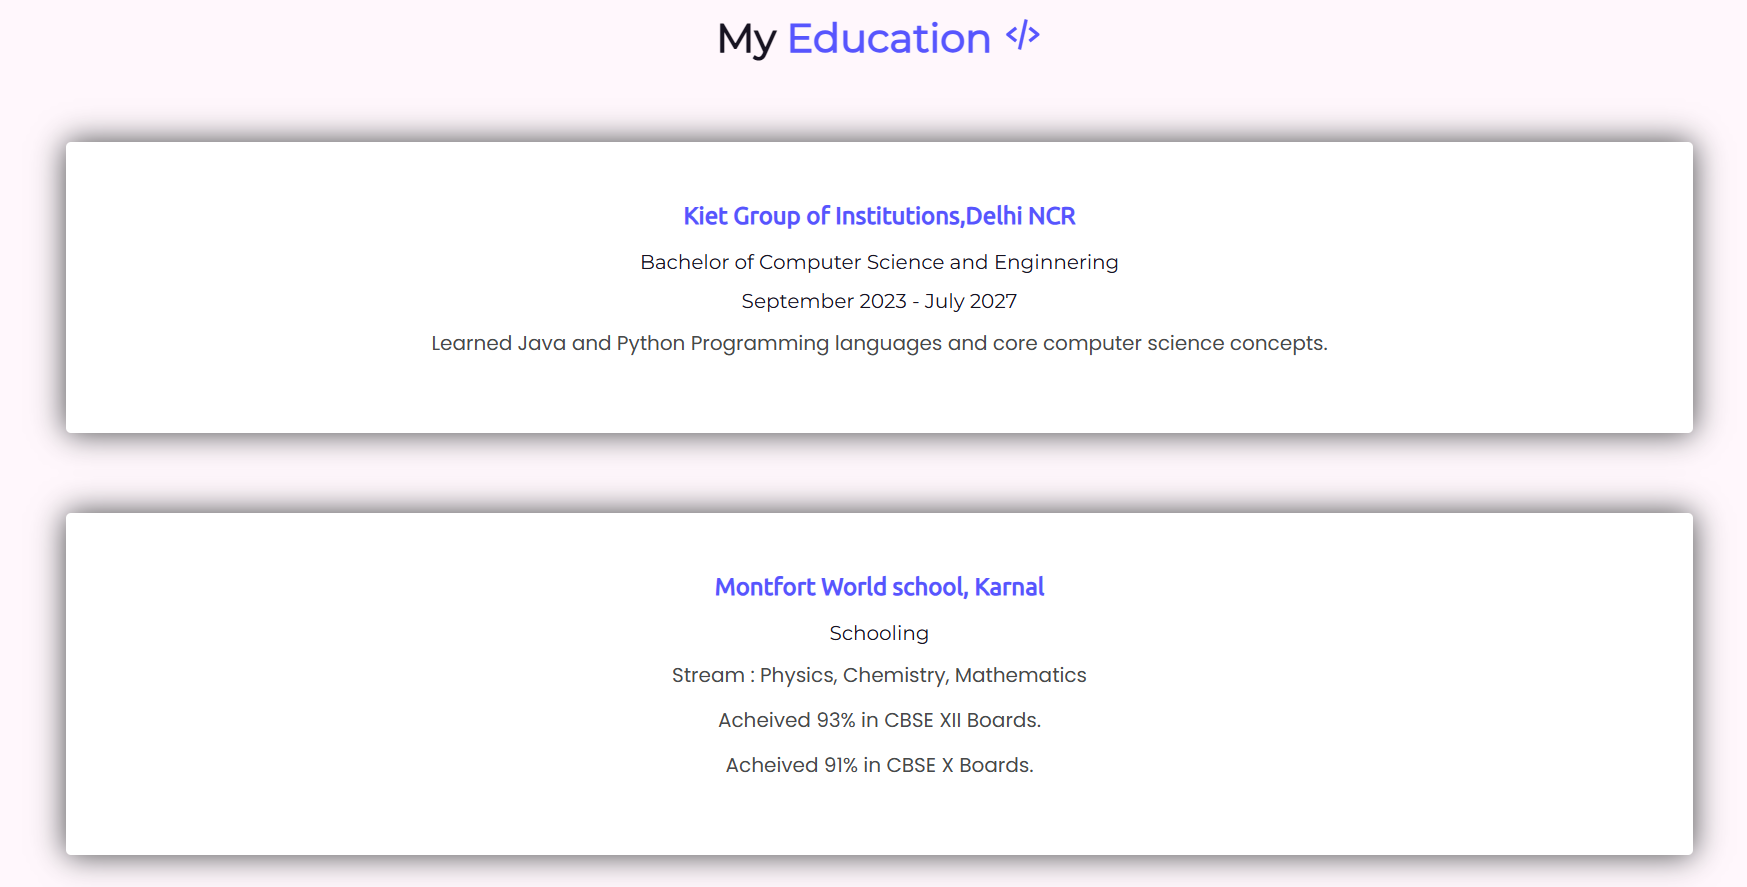 My Education </>
Kiet Group of Institutions,Delhi NCR
Bachelor of Computer Science and Enginnering
September 2023 - July 2027
Learned Java and Python Programming languages and core computer science concepts.
Montfort World school, Karnal
Schooling
Stream : Physics, Chemistry, Mathematics
Acheived 93% in CBSE XII Boards.
Acheived 91% in CBSE X Boards.